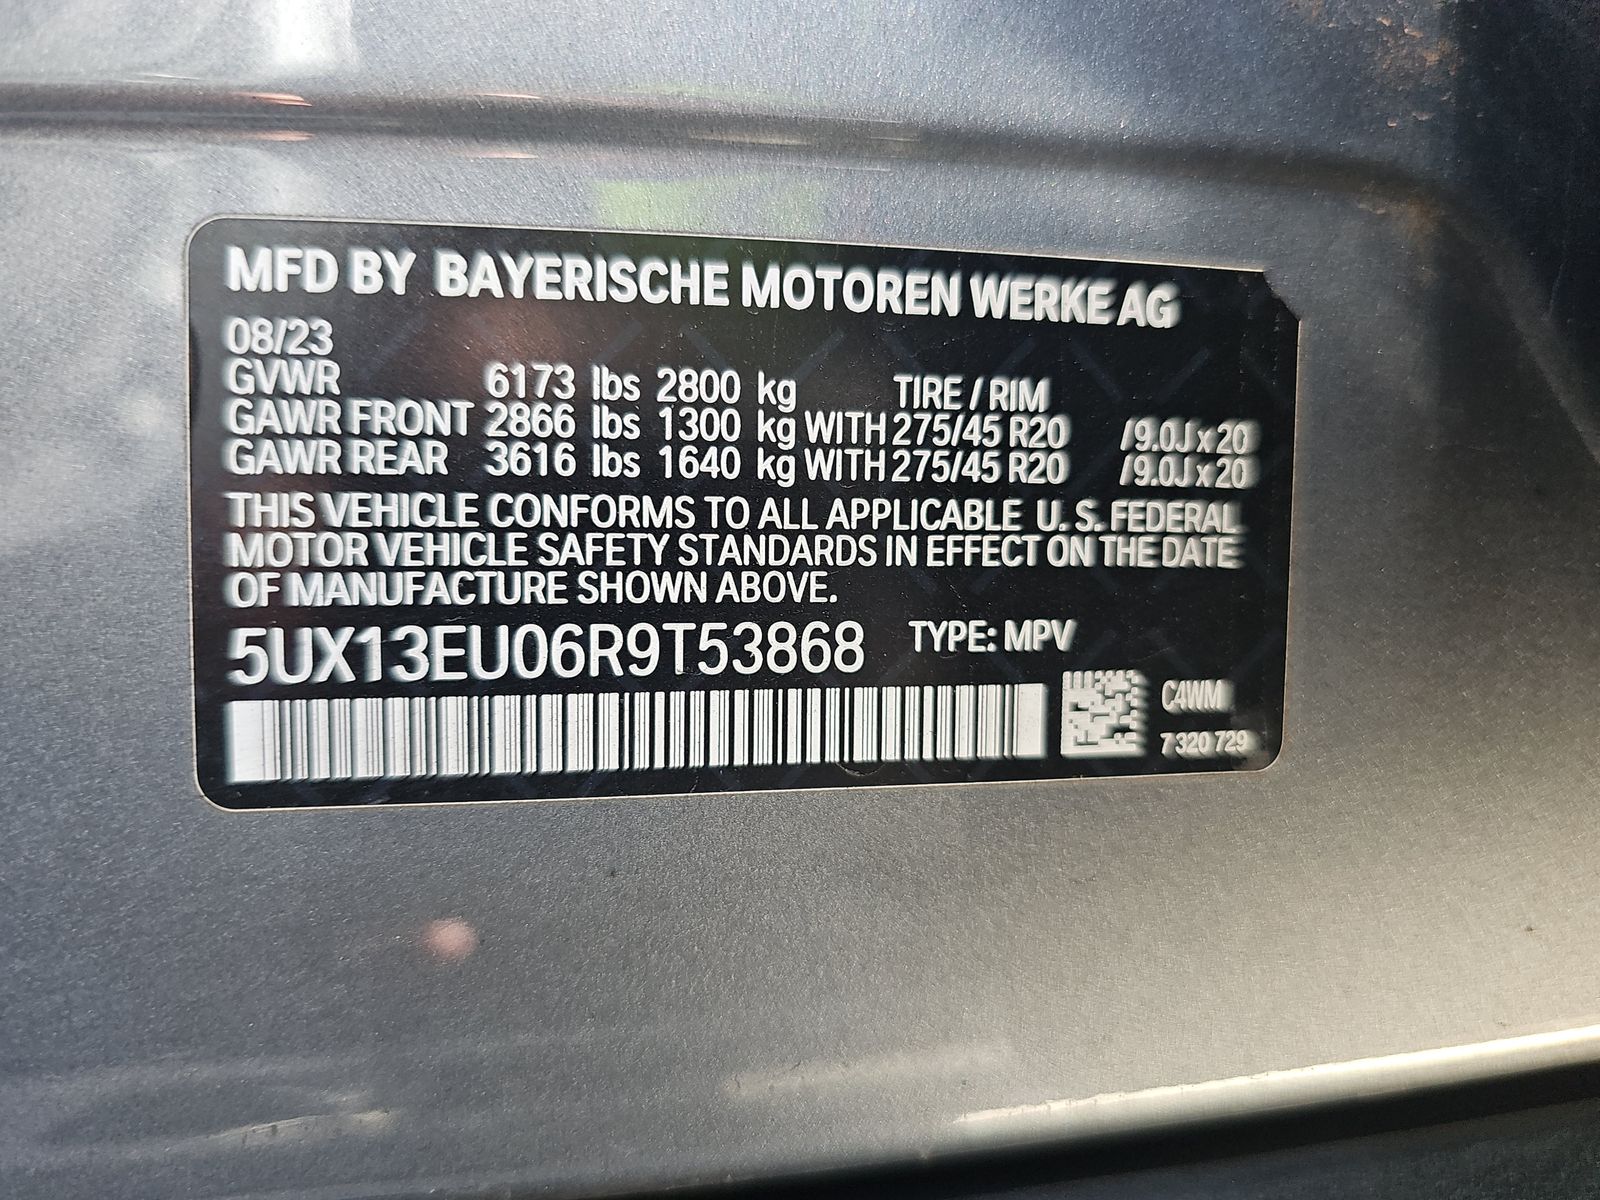 MFD BY BAYERISCHE MOTOREN WERKE AG
08/23
GVWR 6173 lbs 2800 kg TIRE / RIM
GAWR FRONT 2866 lbs 1300 kg WITH 275/45 R20 /9.0J x 20
GAWR REAR 3616 lbs 1640 kg WITH 275/45 R20 /9.0J x 20
THIS VEHICLE CONFORMS TO ALL APPLICABLE U. S. FEDERAL
MOTOR VEHICLE SAFETY STANDARDS IN EFFECT ON THE DATE
OF MANUFACTURE SHOWN ABOVE.
5UX13EU06R9T53868 TYPE: MPV
C4WM
7 320 729